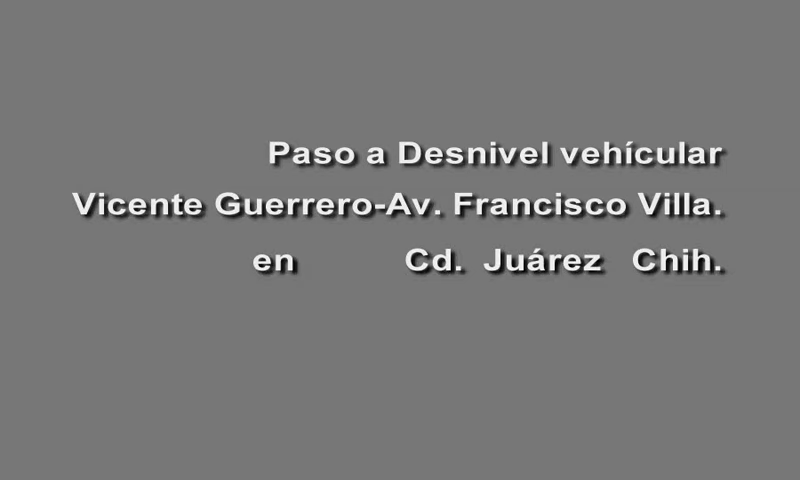 Paso a Desnivel vehícular
Vicente Guerrero-Av. Francisco Villa.
en Cd. Juárez Chih.